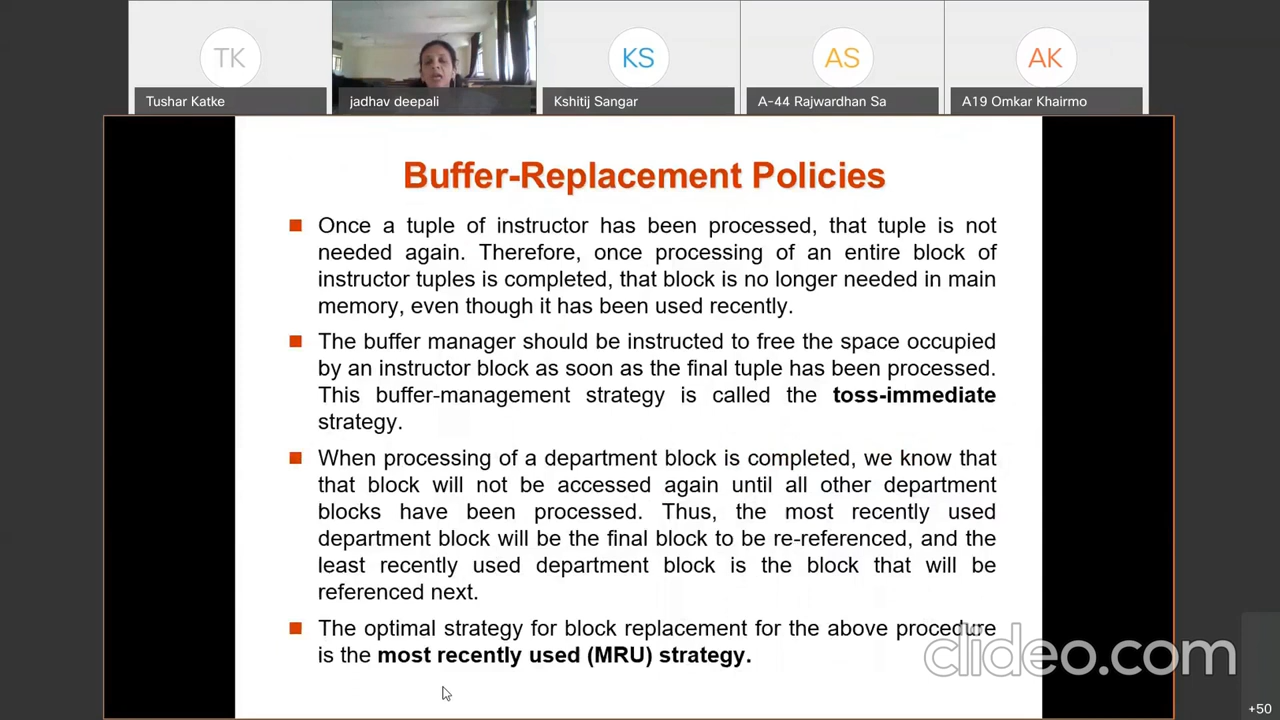 TK
KS
AS
AK
Tushar Katke
jadhav deepali
Kshitij Sangar
A-44 Rajwardhan Sa
A19 Omkar Khairmo
Buffer-Replacement Policies
Once a tuple of instructor has been processed, that tuple is not
needed again. Therefore, once processing of an entire block of
instructor tuples is completed, that block is no longer needed in main
memory, even though it has been used recently.
The buffer manager should be instructed to free the space occupied
by an instructor block as soon as the final tuple has been processed.
This buffer-management strategy is called the toss-immediate
strategy.
When processing of a department block is completed, we know that
that block will not be accessed again until all other department
blocks have been processed. Thus, the most recently used
department block will be the final block to be re-referenced, and the
least recently used department block is the block that will be
referenced next.
The optimal strategy for block replacement for the above procedure
is the most recently used (MRU) strategy.
clideo.com
+50